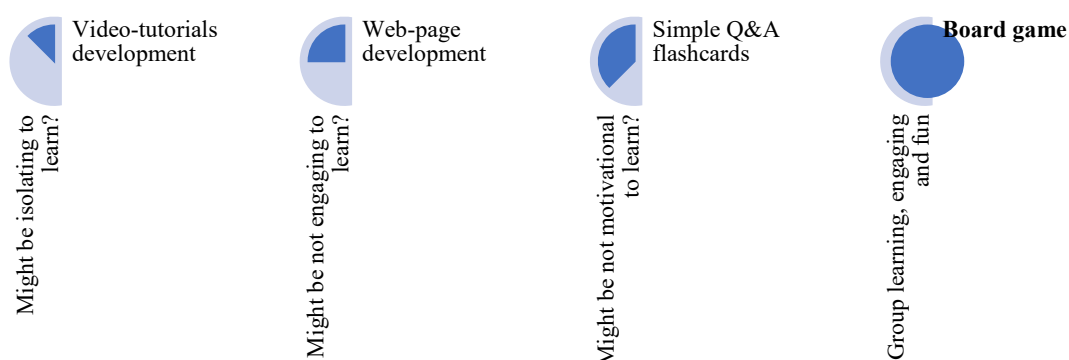 Video-tutorials
development
Might be isolating to
learn?
Web-page
development
Might be not engaging to
learn?
Simple Q&A
flashcards
Might be not motivational
to learn?
Board game
Group learning, engaging
and fun